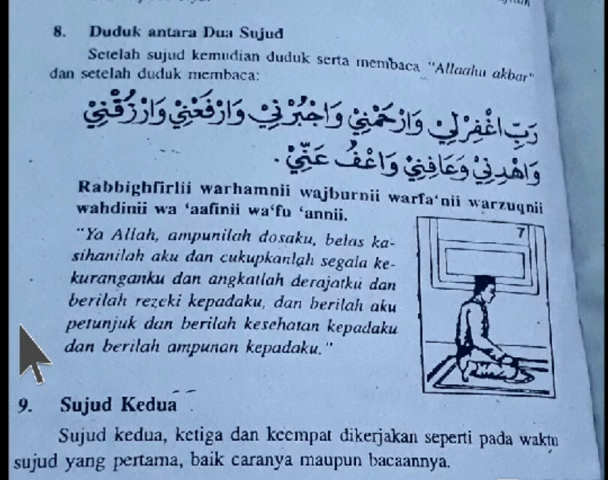 8. Duduk antara Dua Sujud
Setelah sujud kemudian duduk serta membaca "Allaahu akbar"
dan setelah duduk membaca:
رَبِّ اغْفِرْلِيْ وَارْحَمْنِيْ وَاجْبُرْنِيْ وَارْفَعْنِيْ وَارْزُقْنِيْ
وَاهْدِنِيْ وَعَافِنِيْ وَاعْفُ عَنِّيْ .
Rabbighfirlii warhamnii wajburnii warfa'nii warzuqnii
wahdinii wa 'aafinii wa'fu 'annii.
"Ya Allah, ampunilah dosaku, belas ka-
sihanilah aku dan cukupkanlah segala ke-
kuranganku dan angkatlah derajatku dan
berilah rezeki kepadaku, dan berilah aku
petunjuk dan berilah kesehatan kepadaku
dan berilah ampunan kepadaku."
7
9. Sujud Kedua
Sujud kedua, ketiga dan keempat dikerjakan seperti pada waktu
sujud yang pertama, baik caranya maupun bacaannya.